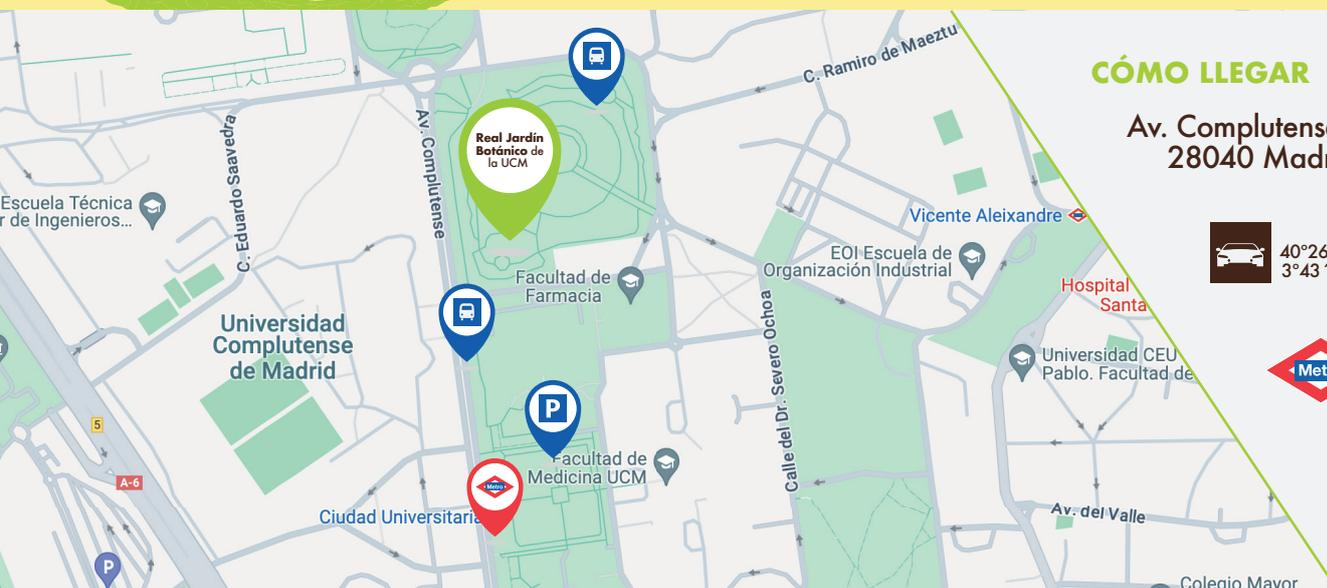 C. Ramiro de Maeztu
CÓMO LLEGAR
Av. Complutense
28040 Madr
Real Jardín
Botánico de
la UCM
Av. Complutense
C. Eduardo Saavedra
Escuela Técnica
r de Ingenieros...
Vicente Aleixandre
EOI Escuela de
Organización Industrial
40°26
3°43'
Facultad de
Farmacia
Hospital
Santa
Universidad
Complutense
de Madrid
Calle del Dr. Severo Ochoa
Universidad CEU
Pablo. Facultad de
Met
P
5
A-6
Facultad de
Medicina UCM
Metro
Ciudad Universitaria
Av. del Valle
P
Colegio Mayor